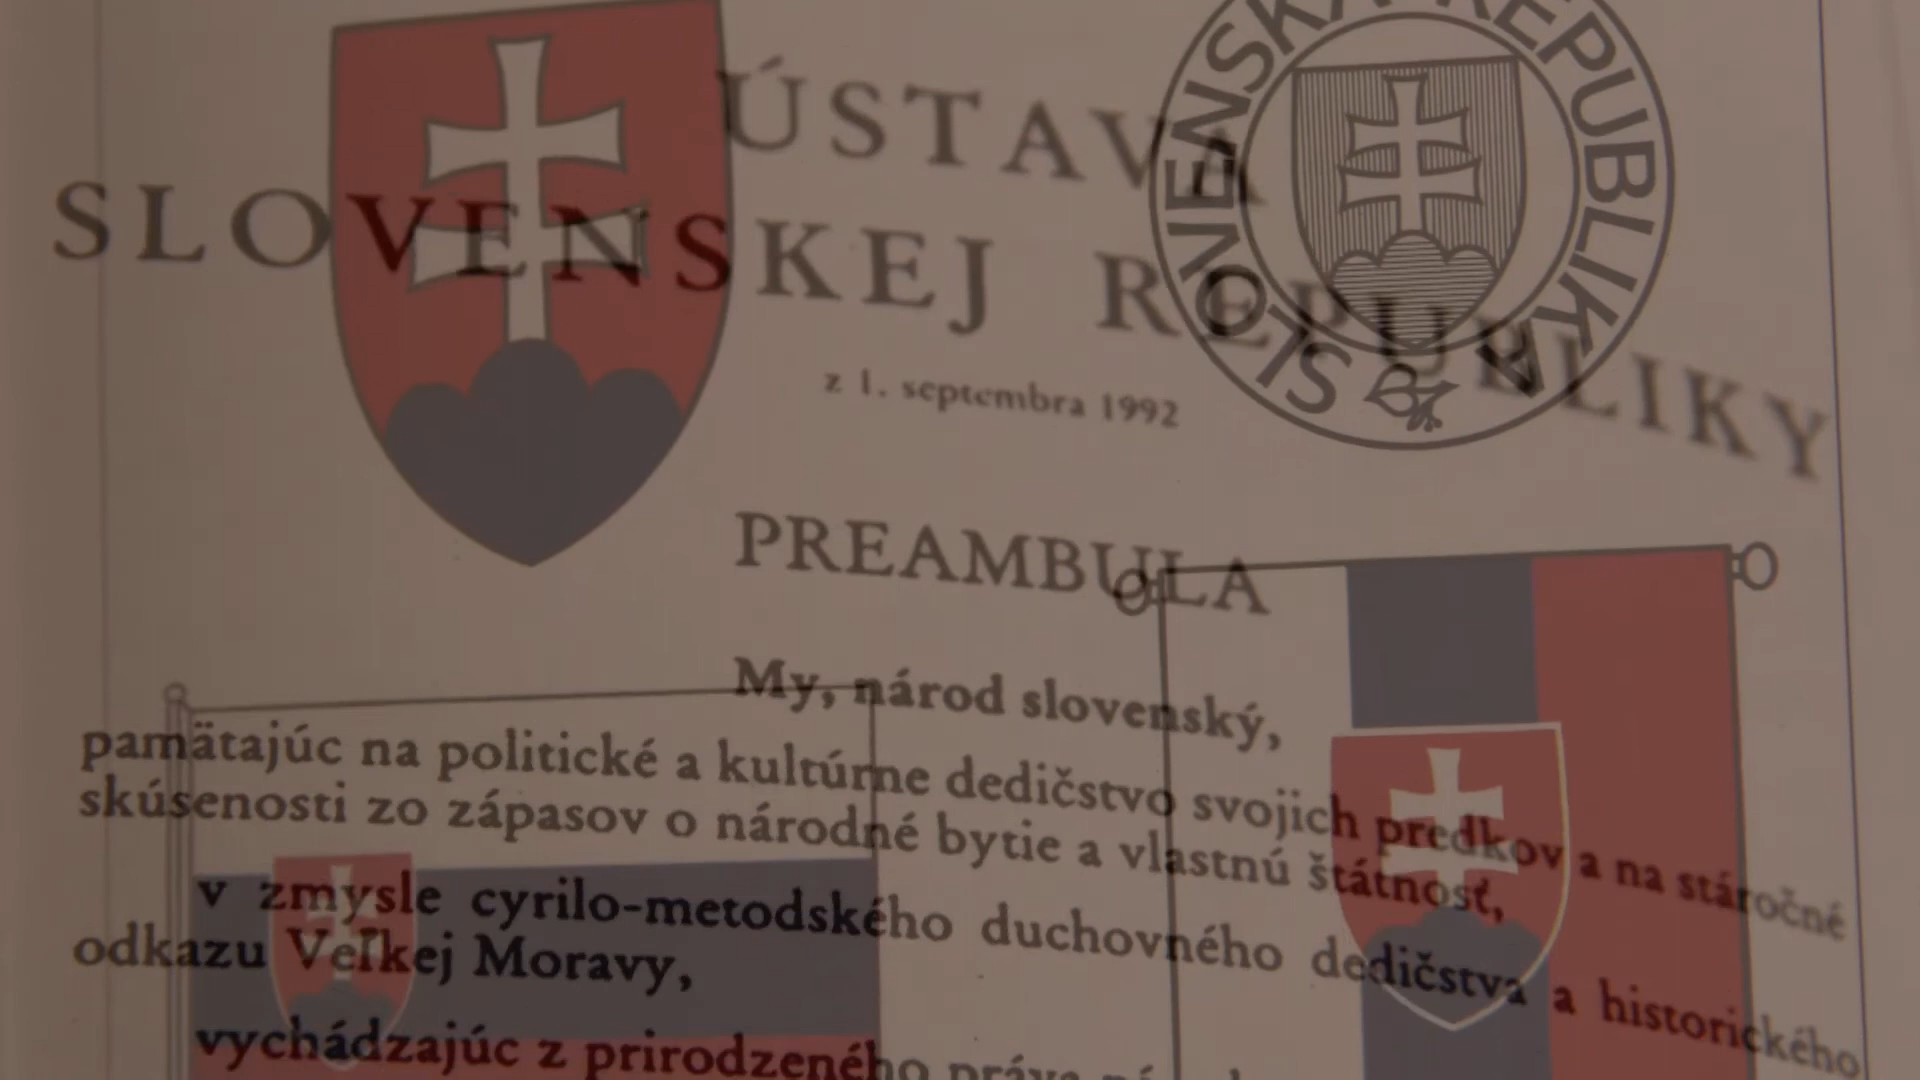 ÚSTAVA
SLOVENSKEJ REPUBLIKY
SLOVENSKÁ REPUBLIKA
z 1. septembra 1992
PREAMBULA
My, národ slovenský,
pamätajúc na politické a kultúrne dedičstvo svojich predkov a na stáročné
skúsenosti zo zápasov o národné bytie a vlastnú štátnosť,
v zmysle cyrilo-metodského duchovného dedičstva a historického
odkazu Veľkej Moravy,
vychádzajúc z prirodzeného práva